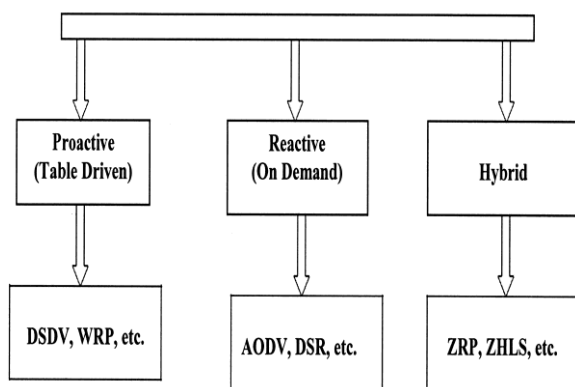 Proactive
(Table Driven)
Reactive
(On Demand)
Hybrid
DSDV, WRP, etc.
AODV, DSR, etc.
ZRP, ZHLS, etc.